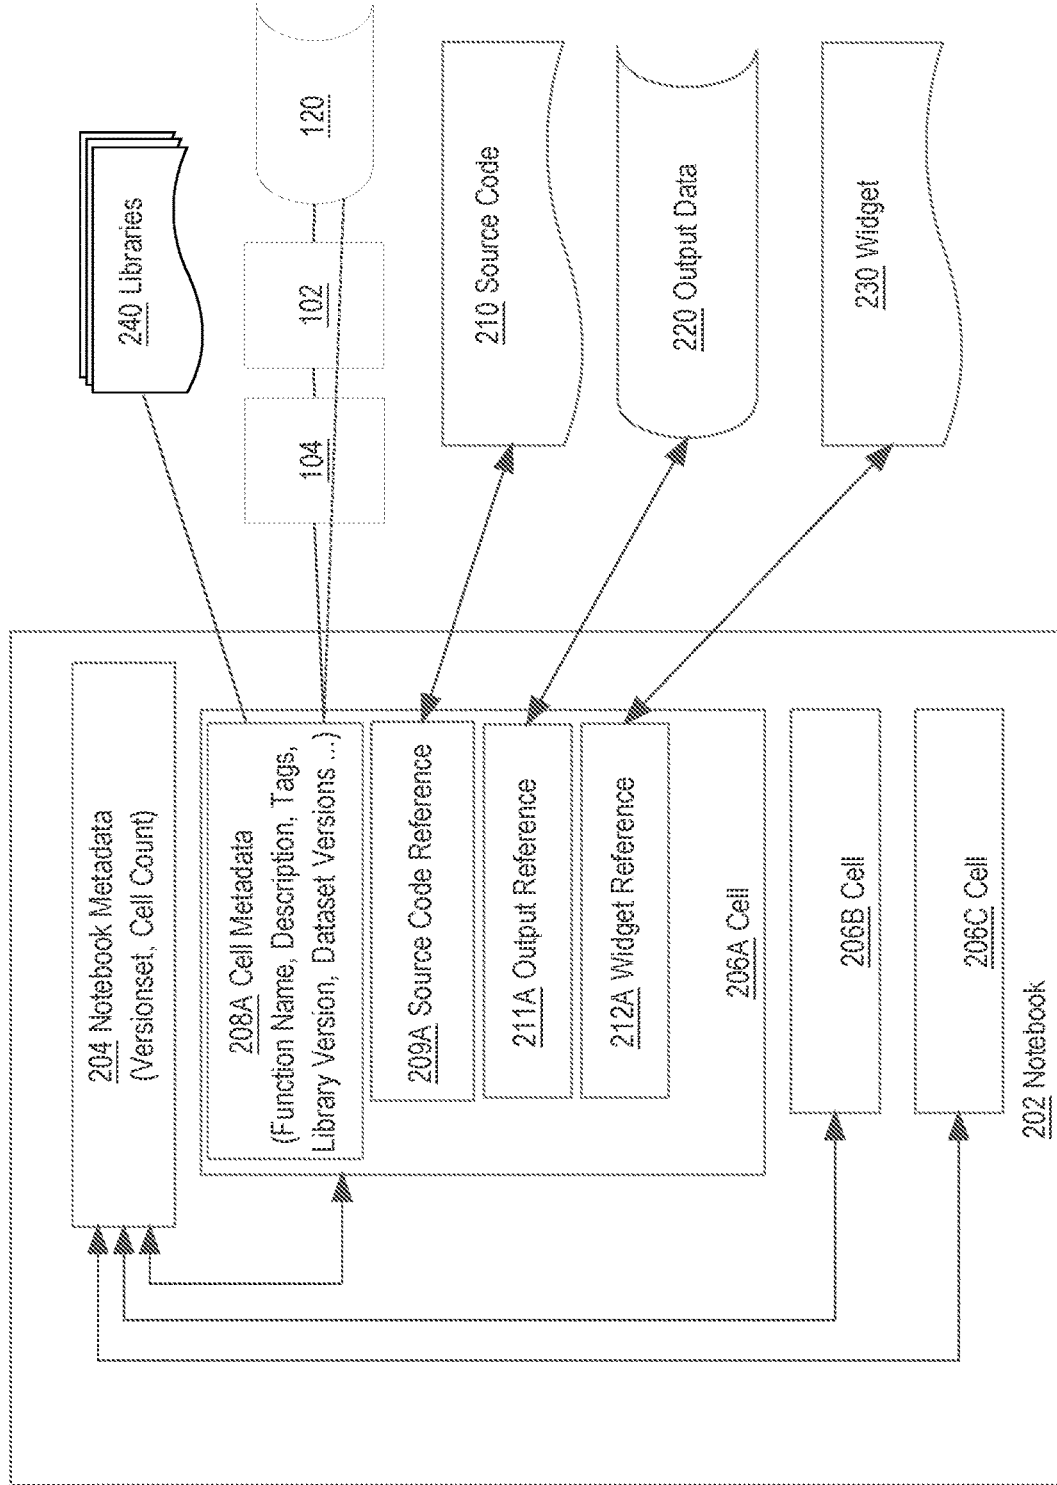 204 Notebook Metadata
(Versionset, Cell Count)
208A Cell Metadata
(Function Name, Description, Tags,
Library Version, Dataset Versions ...)
209A Source Code Reference
211A Output Reference
212A Widget Reference
206A Cell
206B Cell
206C Cell
202 Notebook
240 Libraries
104
102
120
210 Source Code
220 Output Data
230 Widget